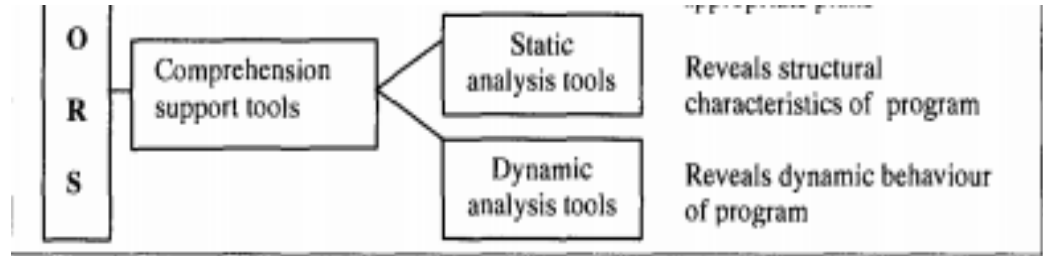 O
R
S
Comprehension
support tools
Static
analysis tools
Reveals structural
characteristics of program
Dynamic
analysis tools
Reveals dynamic behaviour
of program